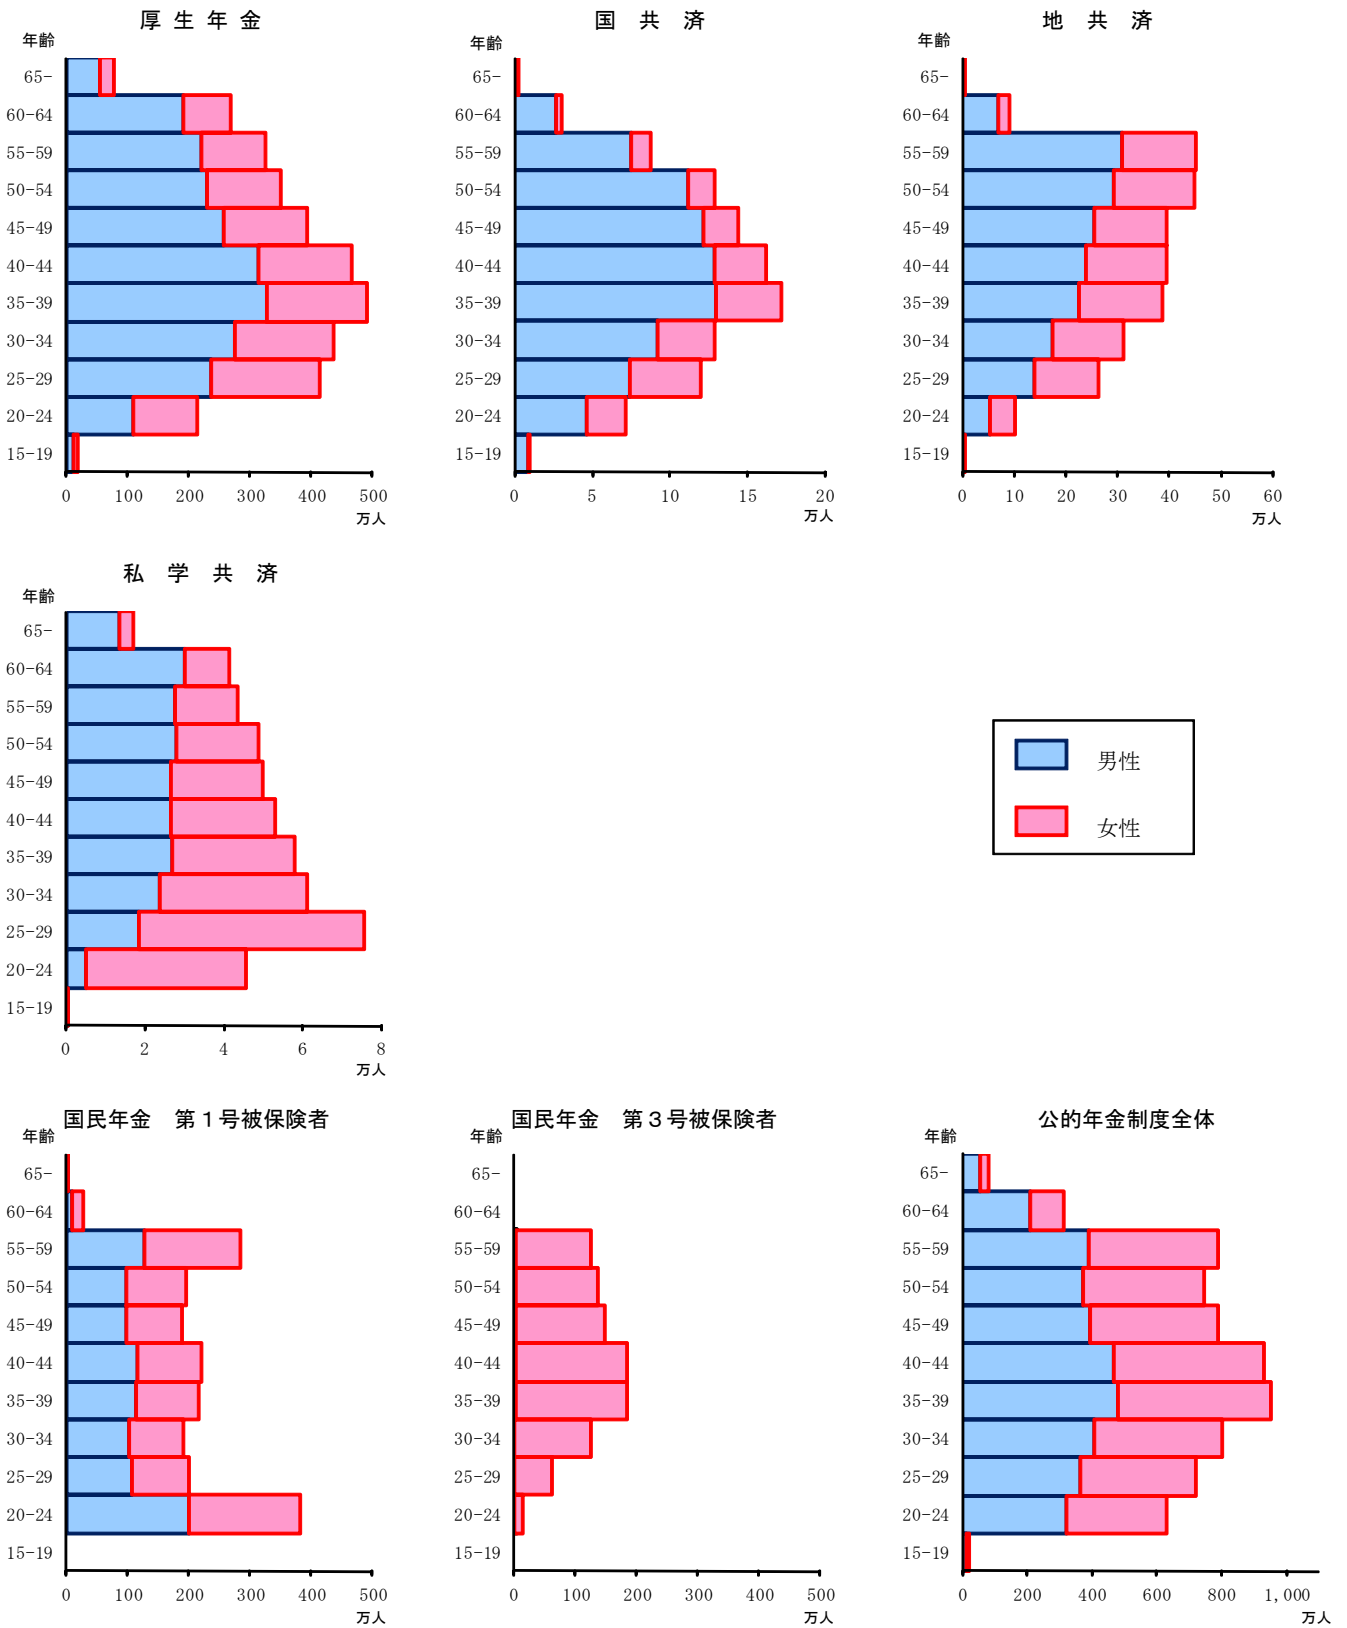 厚 生 年 金
年齢
65-
60-64
55-59
50-54
45-49
40-44
35-39
30-34
25-29
20-24
15-19
0 100 200 300 400 500
万人
国 共 済
年齢
65-
60-64
55-59
50-54
45-49
40-44
35-39
30-34
25-29
20-24
15-19
0 5 10 15 20
万人
地 共 済
年齢
65-
60-64
55-59
50-54
45-49
40-44
35-39
30-34
25-29
20-24
15-19
0 10 20 30 40 50 60
万人
私 学 共 済
年齢
65-
60-64
55-59
50-54
45-49
40-44
35-39
30-34
25-29
20-24
15-19
0 2 4 6 8
万人
男性
女性
国民年金 第１号被保険者
年齢
65-
60-64
55-59
50-54
45-49
40-44
35-39
30-34
25-29
20-24
15-19
0 100 200 300 400 500
万人
国民年金 第３号被保険者
年齢
65-
60-64
55-59
50-54
45-49
40-44
35-39
30-34
25-29
20-24
15-19
0 100 200 300 400 500
万人
公的年金制度全体
年齢
65-
60-64
55-59
50-54
45-49
40-44
35-39
30-34
25-29
20-24
15-19
0 200 400 600 800 1,000
万人